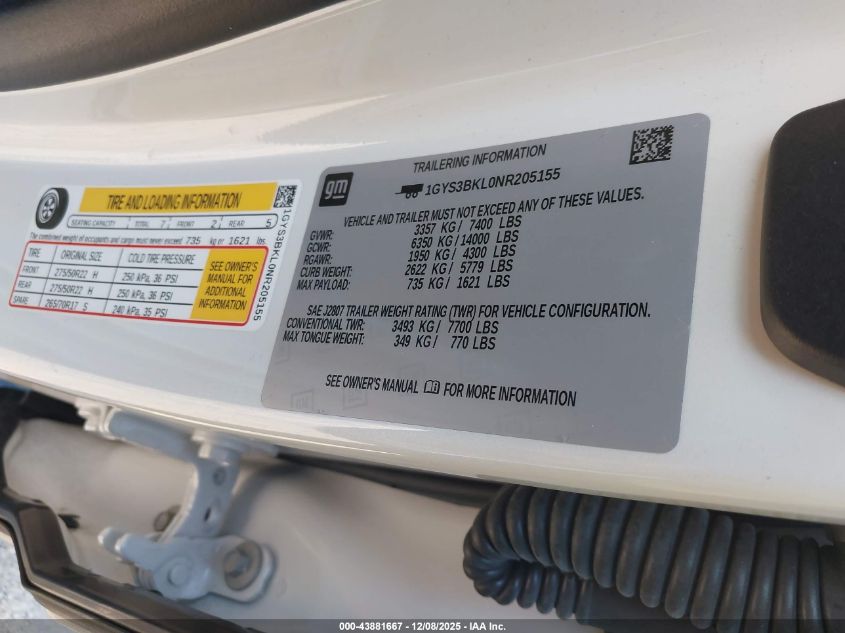 TIRE AND LOADING INFORMATION
SEATING CAPACITY TOTAL 7 FRONT 2 REAR 5
The combined weight of occupants and cargo must never exceed 735 kg or 1621 lbs.
TIRE ORIGINAL SIZE COLD TIRE PRESSURE
FRONT 275/50R22 H 250 kPa, 36 PSI
REAR 275/50R22 H 250 kPa, 36 PSI
SPARE 265/70R17 S 240 kPa, 35 PSI
SEE OWNER'S
MANUAL FOR
ADDITIONAL
INFORMATION
1GYS3BKL0NR205155
gm
TRAILERING INFORMATION
1GYS3BKL0NR205155
VEHICLE AND TRAILER MUST NOT EXCEED ANY OF THESE VALUES.
GVWR: 3357 KG / 7400 LBS
GCWR: 6350 KG / 14000 LBS
RGAWR: 1950 KG / 4300 LBS
CURB WEIGHT: 2622 KG / 5779 LBS
MAX PAYLOAD: 735 KG / 1621 LBS
SAE J2807 TRAILER WEIGHT RATING (TWR) FOR VEHICLE CONFIGURATION.
CONVENTIONAL TWR: 3493 KG / 7700 LBS
MAX TONGUE WEIGHT: 349 KG / 770 LBS
SEE OWNER'S MANUAL FOR MORE INFORMATION
000-43881667 - 12/08/2025 - IAA Inc.